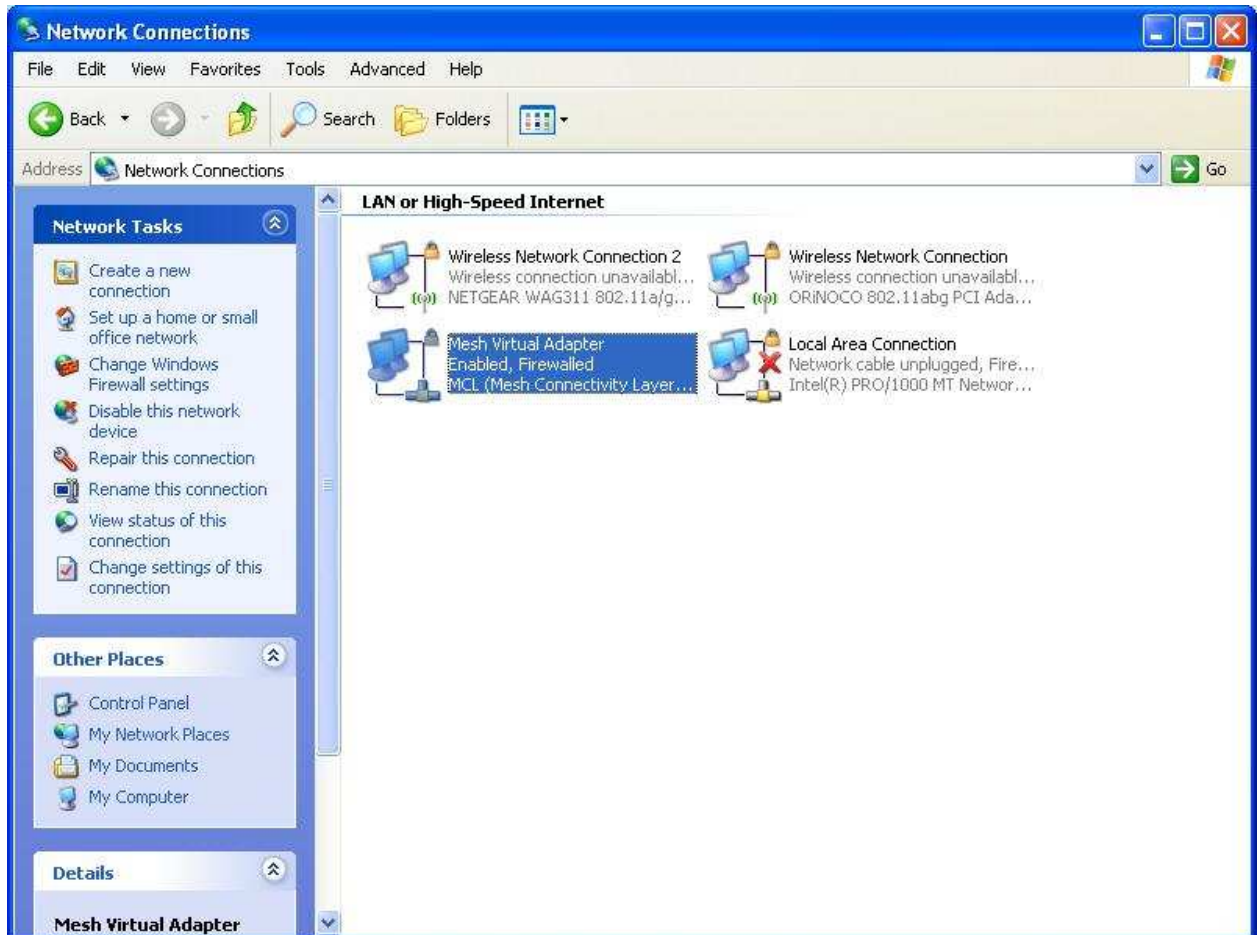 Network Connections
File Edit View Favorites Tools Advanced Help
Back Search Folders
Address Network Connections Go
Network Tasks
Create a new
connection
Set up a home or small
office network
Change Windows
Firewall settings
Disable this network
device
Repair this connection
Rename this connection
View status of this
connection
Change settings of this
connection
Other Places
Control Panel
My Network Places
My Documents
My Computer
Details
Mesh Virtual Adapter
LAN or High-Speed Internet
Wireless Network Connection 2
Wireless connection unavailabl...
NETGEAR WAG311 802.11a/g...
Wireless Network Connection
Wireless connection unavailabl...
ORiNOCO 802.11abg PCI Ada...
Mesh Virtual Adapter
Enabled, Firewalled
MCL (Mesh Connectivity Layer...
Local Area Connection
Network cable unplugged, Fire...
Intel(R) PRO/1000 MT Networ...